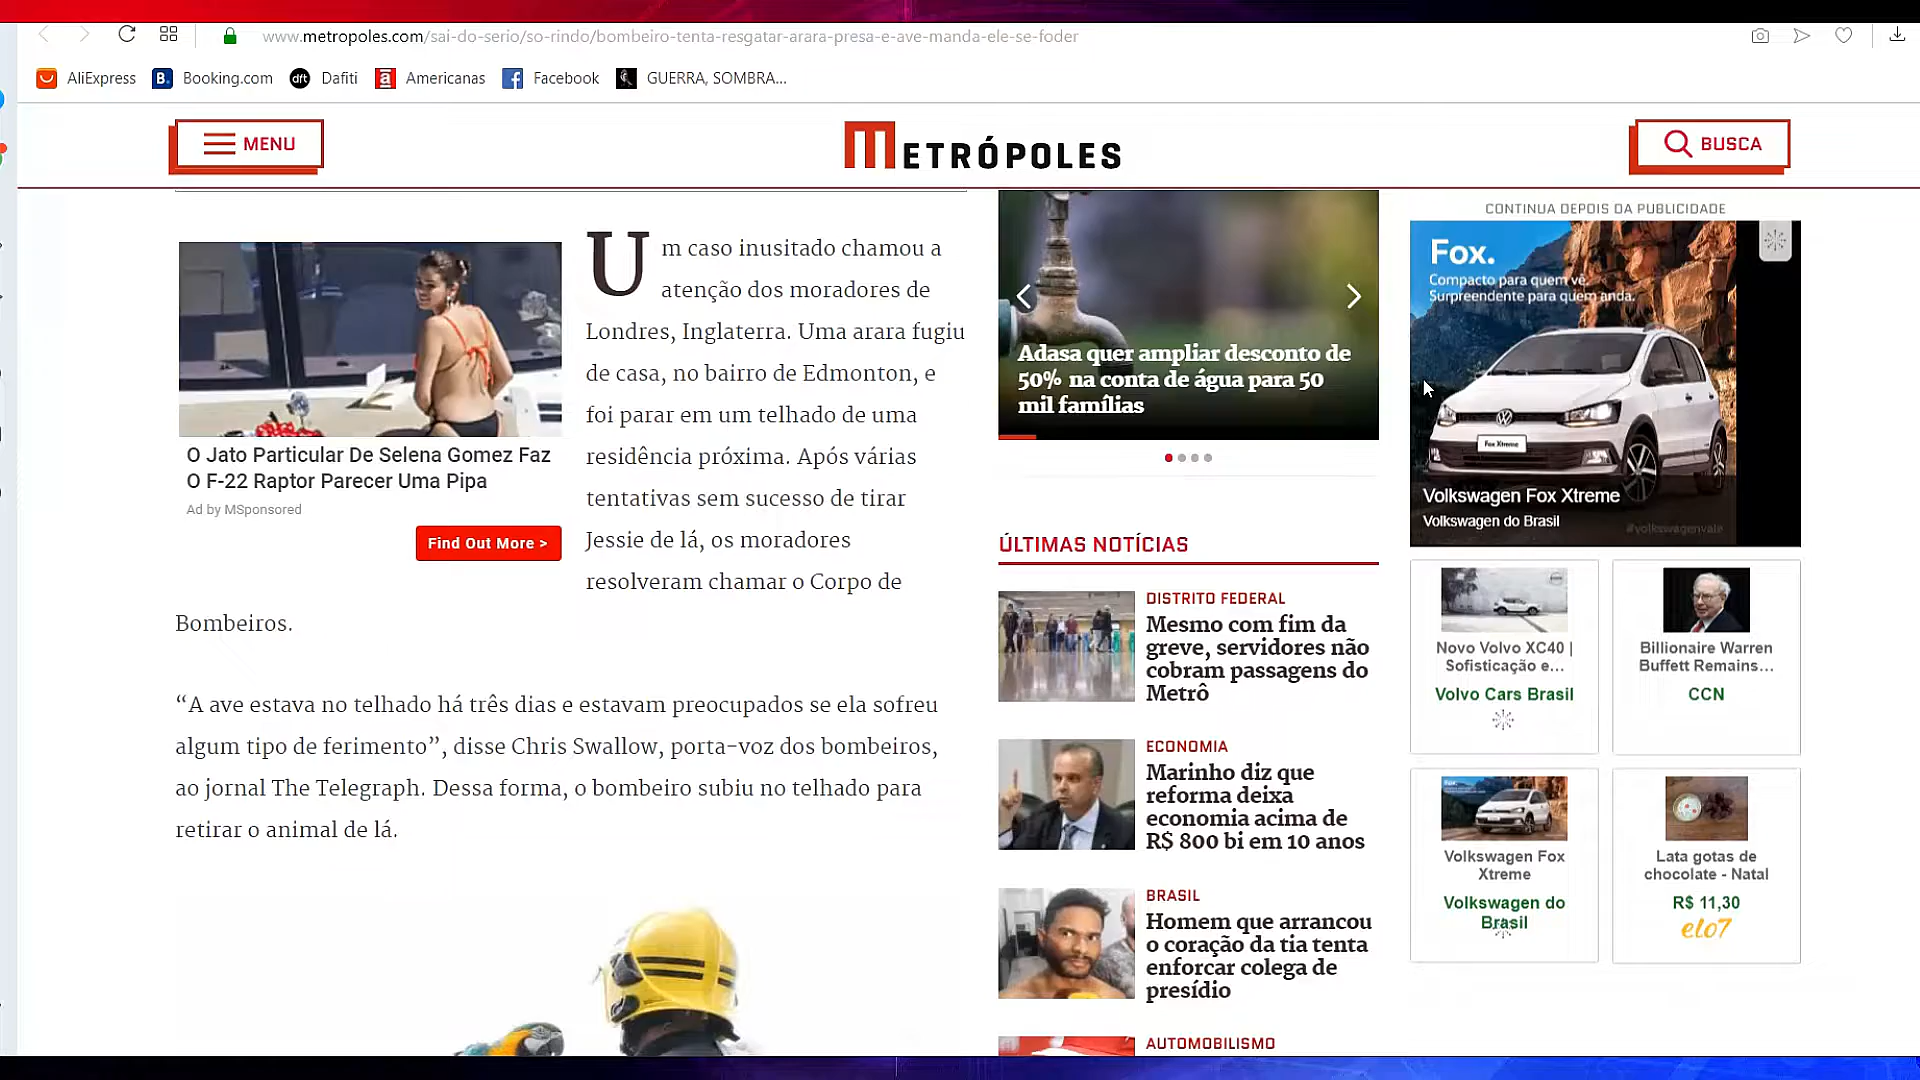 www.metropoles.com/sai-do-serio/so-rindo/bombeiro-tenta-resgatar-arara-presa-e-ave-manda-ele-se-foder
AliExpress
B. Booking.com
dft Dafiti
a Americanas
f Facebook
GUERRA, SOMBRA...
MENU
METRÓPOLES
BUSCA
O Jato Particular De Selena Gomez Faz
O F-22 Raptor Parecer Uma Pipa
Ad by MSponsored
Find Out More >
Um caso inusitado chamou a
atenção dos moradores de
Londres, Inglaterra. Uma arara fugiu
de casa, no bairro de Edmonton, e
foi parar em um telhado de uma
residência próxima. Após várias
tentativas sem sucesso de tirar
Jessie de lá, os moradores
resolveram chamar o Corpo de
Bombeiros.
“A ave estava no telhado há três dias e estavam preocupados se ela sofreu
algum tipo de ferimento”, disse Chris Swallow, porta-voz dos bombeiros,
ao jornal The Telegraph. Dessa forma, o bombeiro subiu no telhado para
retirar o animal de lá.
Adasa quer ampliar desconto de
50% na conta de água para 50
mil famílias
ÚLTIMAS NOTÍCIAS
DISTRITO FEDERAL
Mesmo com fim da
greve, servidores não
cobram passagens do
Metrô
ECONOMIA
Marinho diz que
reforma deixa
economia acima de
R$ 800 bi em 10 anos
BRASIL
Homem que arrancou
o coração da tia tenta
enforcar colega de
presídio
AUTOMOBILISMO
CONTINUA DEPOIS DA PUBLICIDADE
Fox.
Compacto para quem vê.
Surpreendente para quem anda.
Fox Xtreme
Volkswagen Fox Xtreme
Volkswagen do Brasil
#volkswagenvale
Novo Volvo XC40 |
Sofisticação e...
Volvo Cars Brasil
Billionaire Warren
Buffett Remains...
CCN
Fox.
Volkswagen Fox
Xtreme
Volkswagen do
Brasil
Lata gotas de
chocolate - Natal
R$ 11,30
elo7